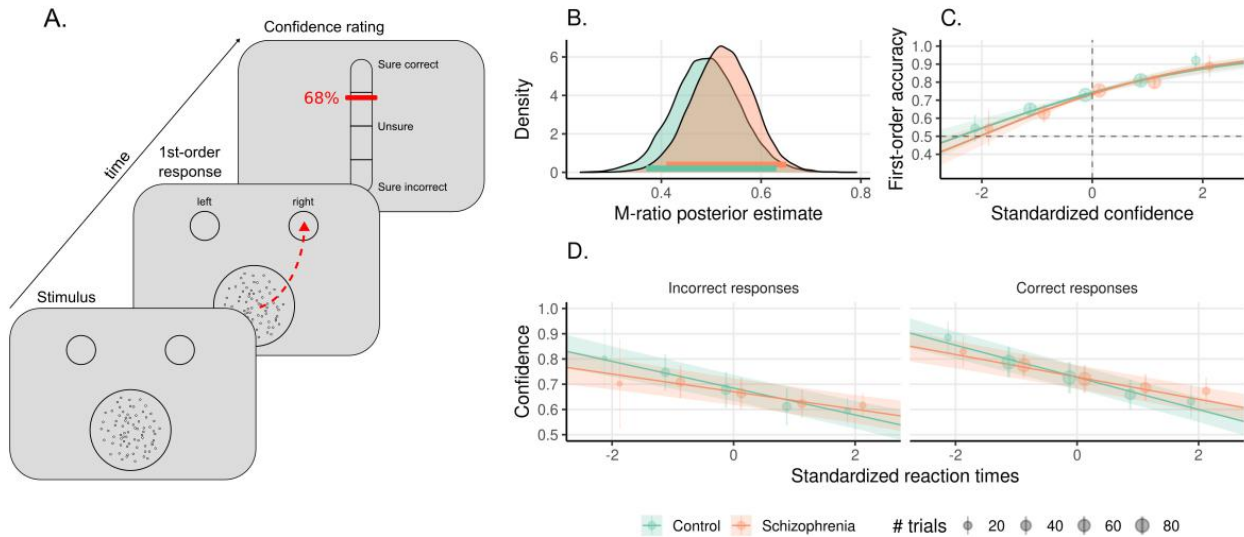 A.
Confidence rating
Sure correct
68%
Unsure
Sure incorrect
time
1st-order
response
left
right
Stimulus
B.
Density
6
4
2
0
0.4
0.6
0.8
M-ratio posterior estimate
C.
First-order accuracy
1.0
0.9
0.8
0.7
0.6
0.5
0.4
-2
0
2
Standardized confidence
D.
Incorrect responses
Correct responses
Confidence
1.0
0.9
0.8
0.7
0.6
0.5
-2
0
2
-2
0
2
Standardized reaction times
Control
Schizophrenia
# trials
20
40
60
80